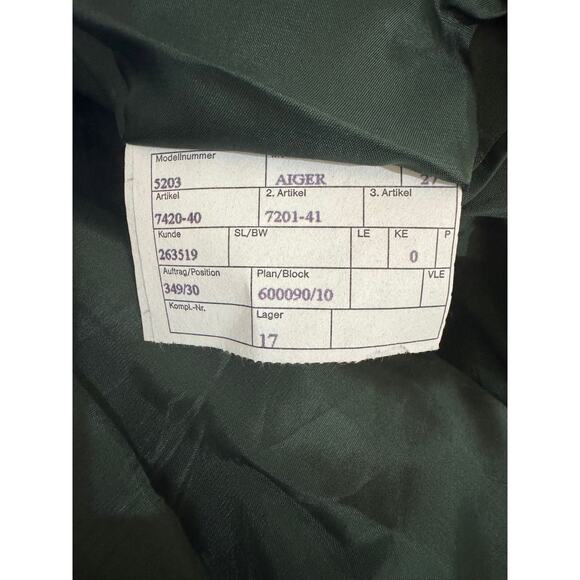 Modellnummer
5203 AIGER 27
Artikel 2. Artikel 3. Artikel
7420-40 7201-41
Kunde SL/BW LE KE P
263519 0
Auftrag/Position Plan/Block VLE
349/30 600090/10
Kompl.-Nr. Lager
17